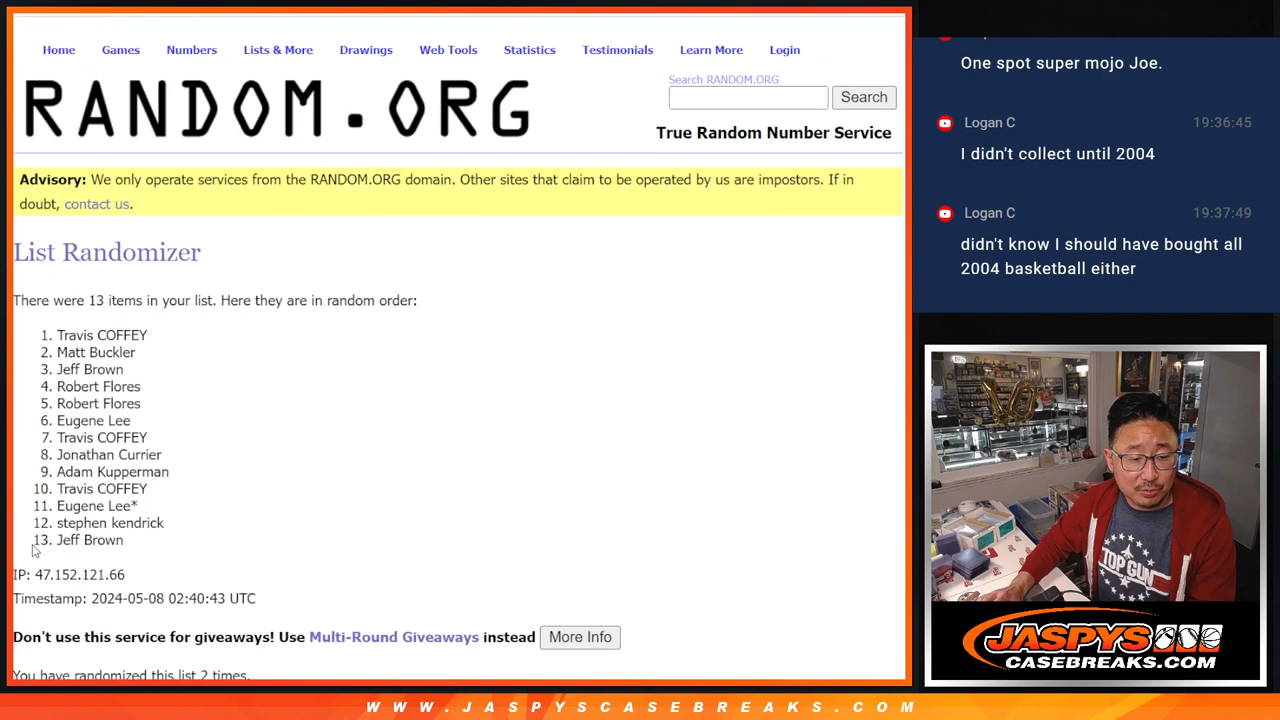 Home Games Numbers Lists & More Drawings Web Tools Statistics Testimonials Learn More Login
RANDOM.ORG
Search RANDOM.ORG
Search
True Random Number Service
Advisory: We only operate services from the RANDOM.ORG domain. Other sites that claim to be operated by us are impostors. If in
doubt, contact us.
List Randomizer
There were 13 items in your list. Here they are in random order:
1. Travis COFFEY
2. Matt Buckler
3. Jeff Brown
4. Robert Flores
5. Robert Flores
6. Eugene Lee
7. Travis COFFEY
8. Jonathan Currier
9. Adam Kupperman
10. Travis COFFEY
11. Eugene Lee*
12. stephen kendrick
13. Jeff Brown
IP: 47.152.121.66
Timestamp: 2024-05-08 02:40:43 UTC
Don't use this service for giveaways! Use Multi-Round Giveaways instead More Info
You have randomized this list 2 times.
One spot super mojo Joe.
Logan C 19:36:45
I didn't collect until 2004
Logan C 19:37:49
didn't know I should have bought all
2004 basketball either
10
TOP GUN
JASPYS
CASEBREAKS.COM
WWW.JASPYSCASEBREAKS.COM